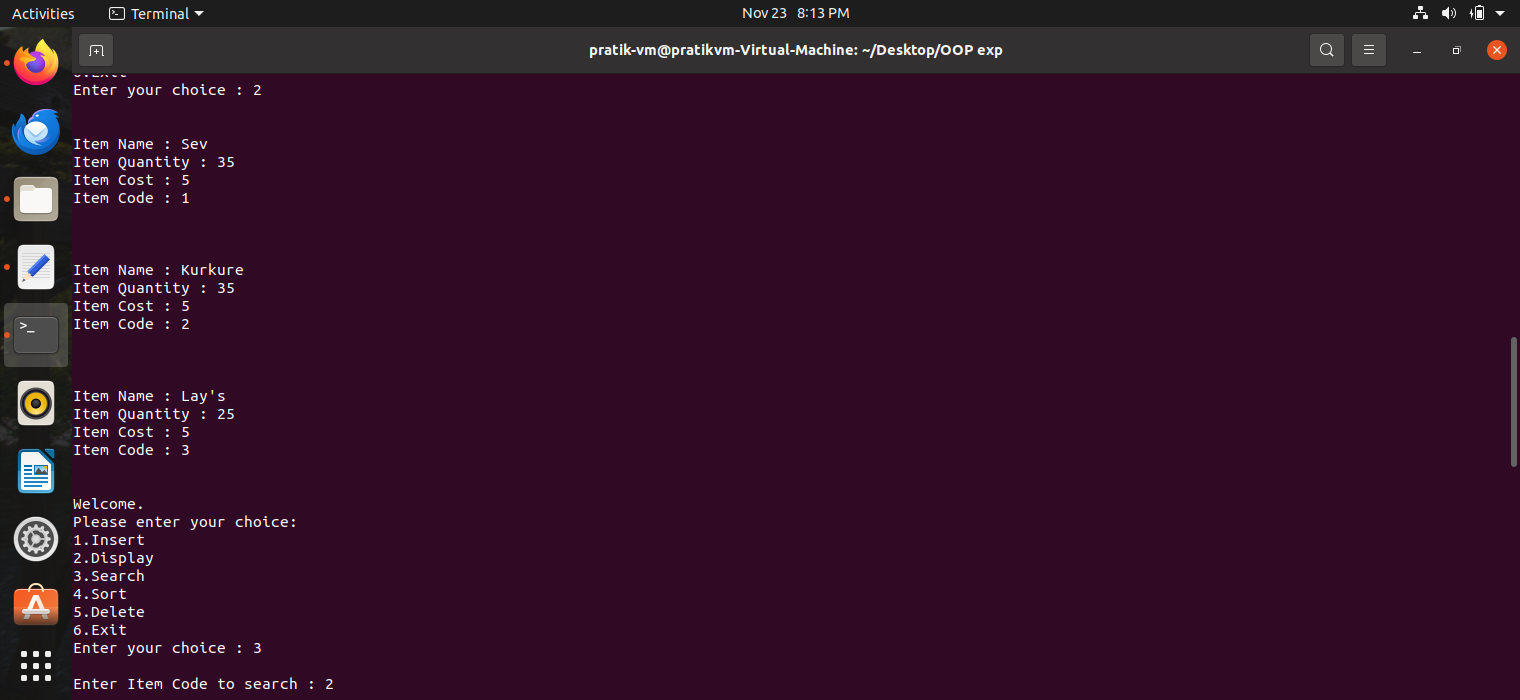 Activities
Terminal
Nov 23 8:13 PM
pratik-vm@pratikvm-Virtual-Machine: ~/Desktop/OOP exp
6.Exit
Enter your choice : 2
Item Name : Sev
Item Quantity : 35
Item Cost : 5
Item Code : 1
Item Name : Kurkure
Item Quantity : 35
Item Cost : 5
Item Code : 2
Item Name : Lay's
Item Quantity : 25
Item Cost : 5
Item Code : 3
Welcome.
Please enter your choice:
1.Insert
2.Display
3.Search
4.Sort
5.Delete
6.Exit
Enter your choice : 3
Enter Item Code to search : 2